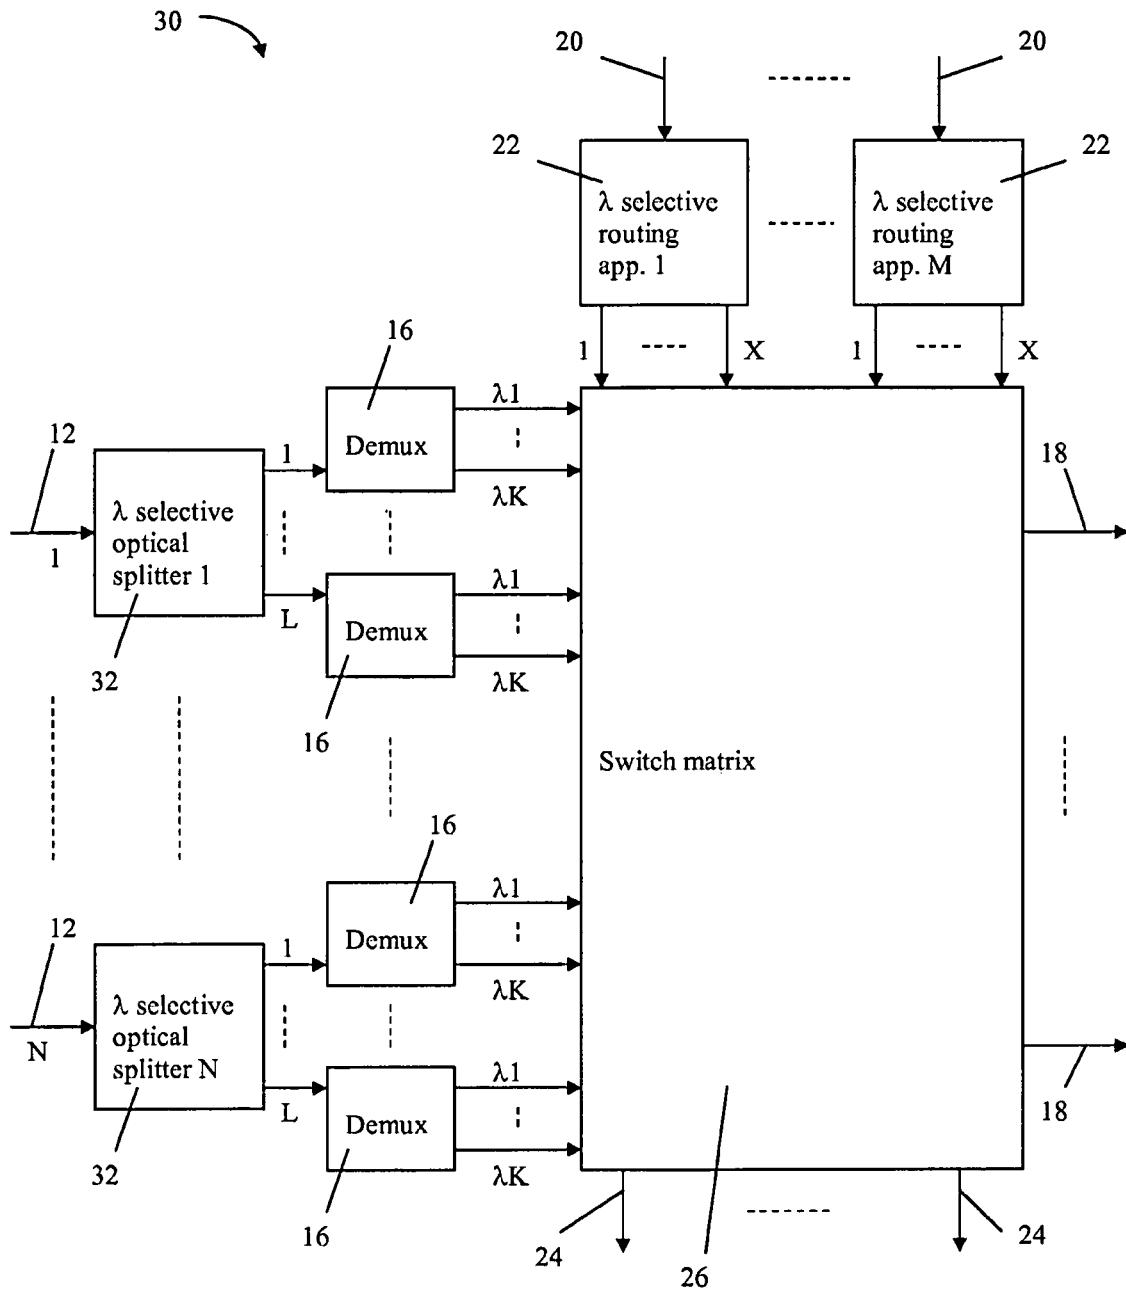 30
20
20
22
22
λ selective
routing
app. 1
λ selective
routing
app. M
1
X
1
X
16
12
1
λ selective
optical
splitter 1
32
1
L
Demux
λ1
λK
Demux
λ1
λK
16
18
Switch matrix
16
12
N
λ selective
optical
splitter N
32
1
L
Demux
λ1
λK
Demux
λ1
λK
16
18
24
26
24